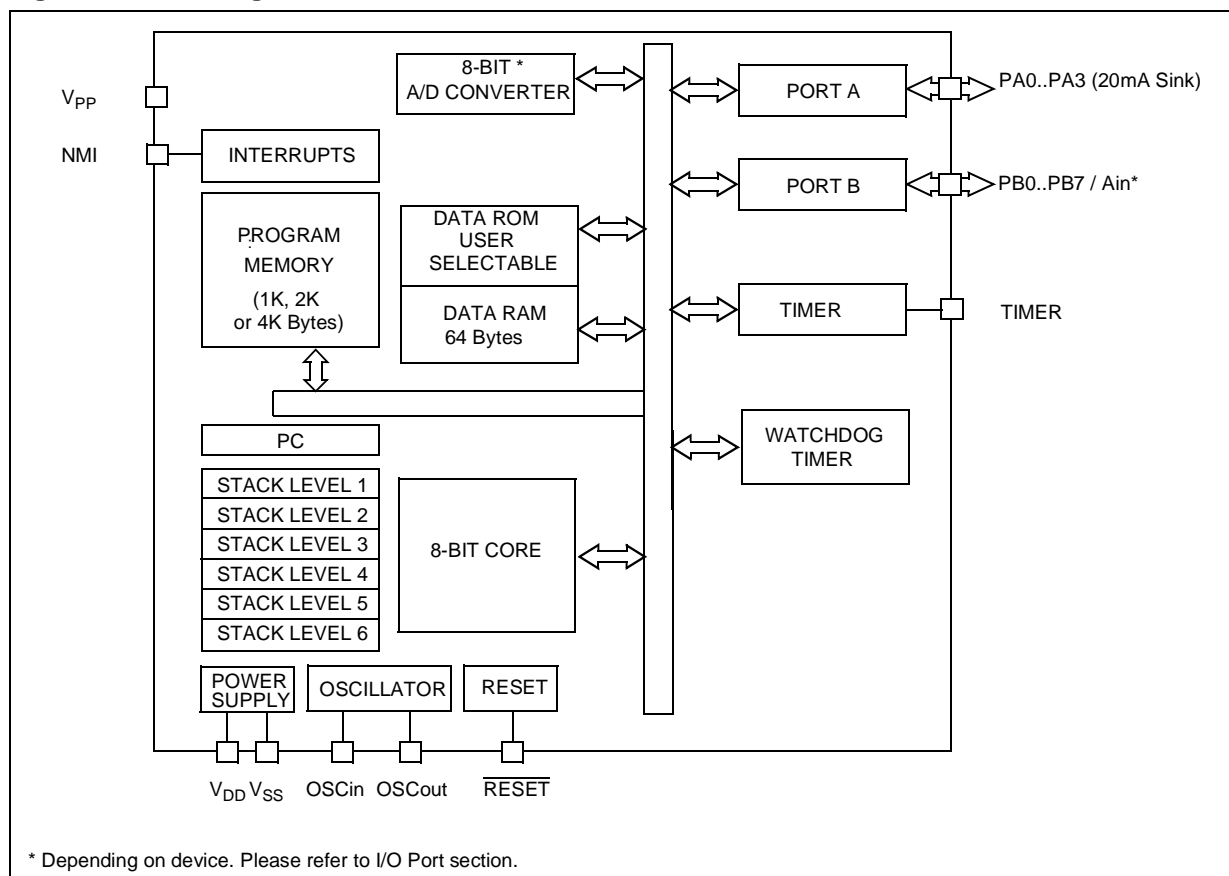 8-BIT *
A/D CONVERTER
PORT A
PA0..PA3 (20mA Sink)
VPP
NMI
INTERRUPTS
PORT B
PB0..PB7 / Ain*
PROGRAM
MEMORY
(1K, 2K
or 4K Bytes)
DATA ROM
USER
SELECTABLE
DATA RAM
64 Bytes
TIMER
TIMER
PC
WATCHDOG
TIMER
STACK LEVEL 1
STACK LEVEL 2
STACK LEVEL 3
STACK LEVEL 4
STACK LEVEL 5
STACK LEVEL 6
8-BIT CORE
POWER
SUPPLY
OSCILLATOR
RESET
VDD VSS
OSCin OSCout
RESET
* Depending on device. Please refer to I/O Port section.